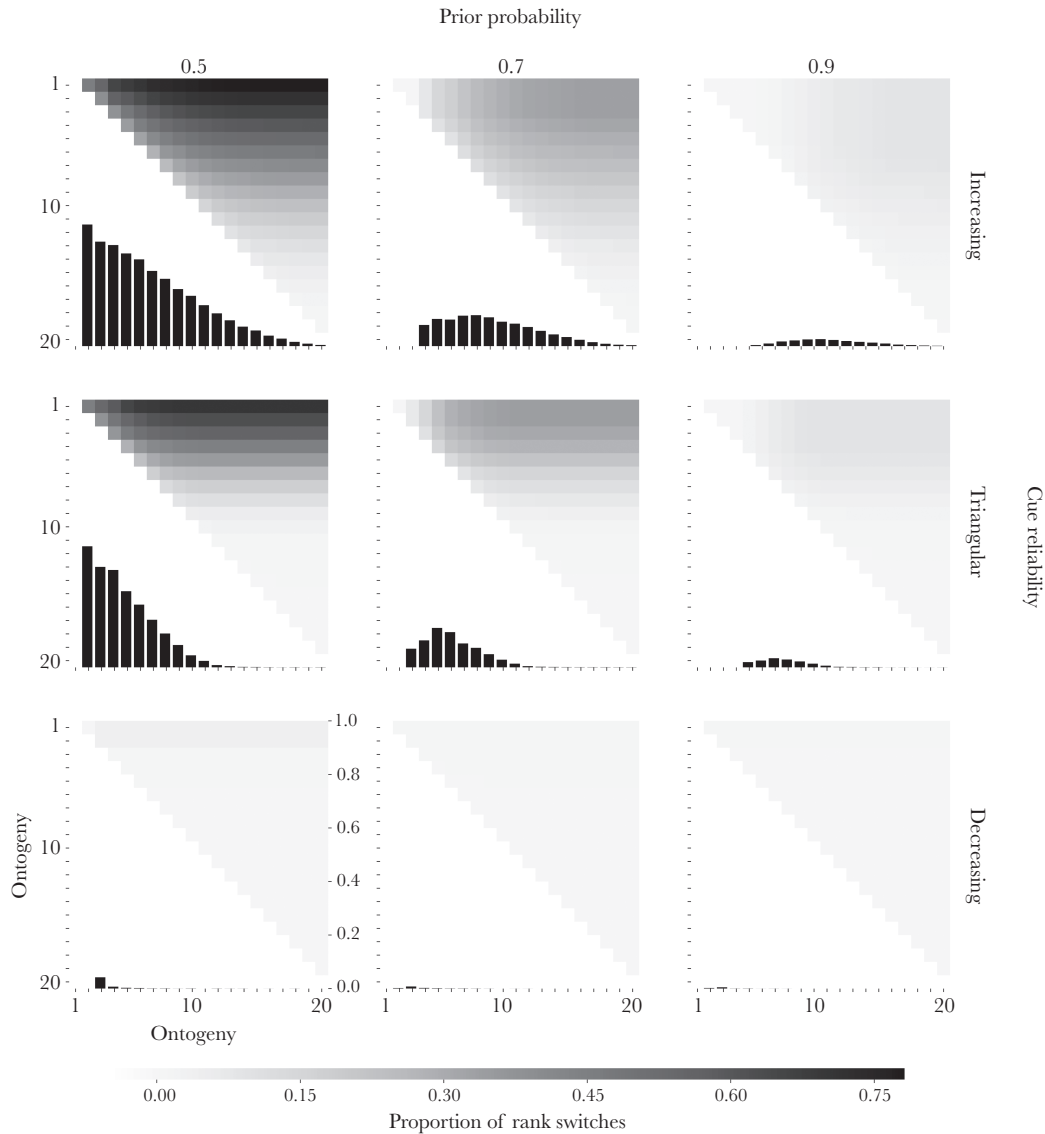 Prior probability
0.5 0.7 0.9
1
10
20
Increasing
1
10
20
Triangular
Cue reliability
1
10
20
Ontogeny
1.0
0.8
0.6
0.4
0.2
0.0
Decreasing
1 10 20 1 10 20 1 10 20
Ontogeny
0.00 0.15 0.30 0.45 0.60 0.75
Proportion of rank switches